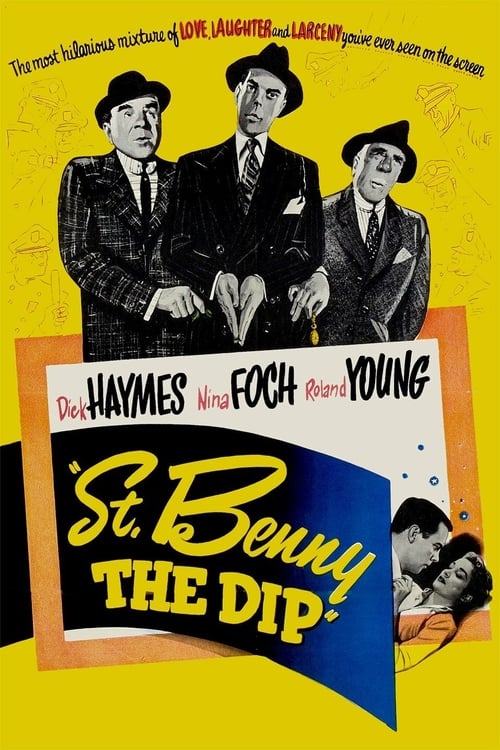 The most hilarious mixture of LOVE, LAUGHTER and LARCENY you've ever seen on the screen
Dick HAYMES Nina FOCH Roland YOUNG
"St. Benny
THE DIP"